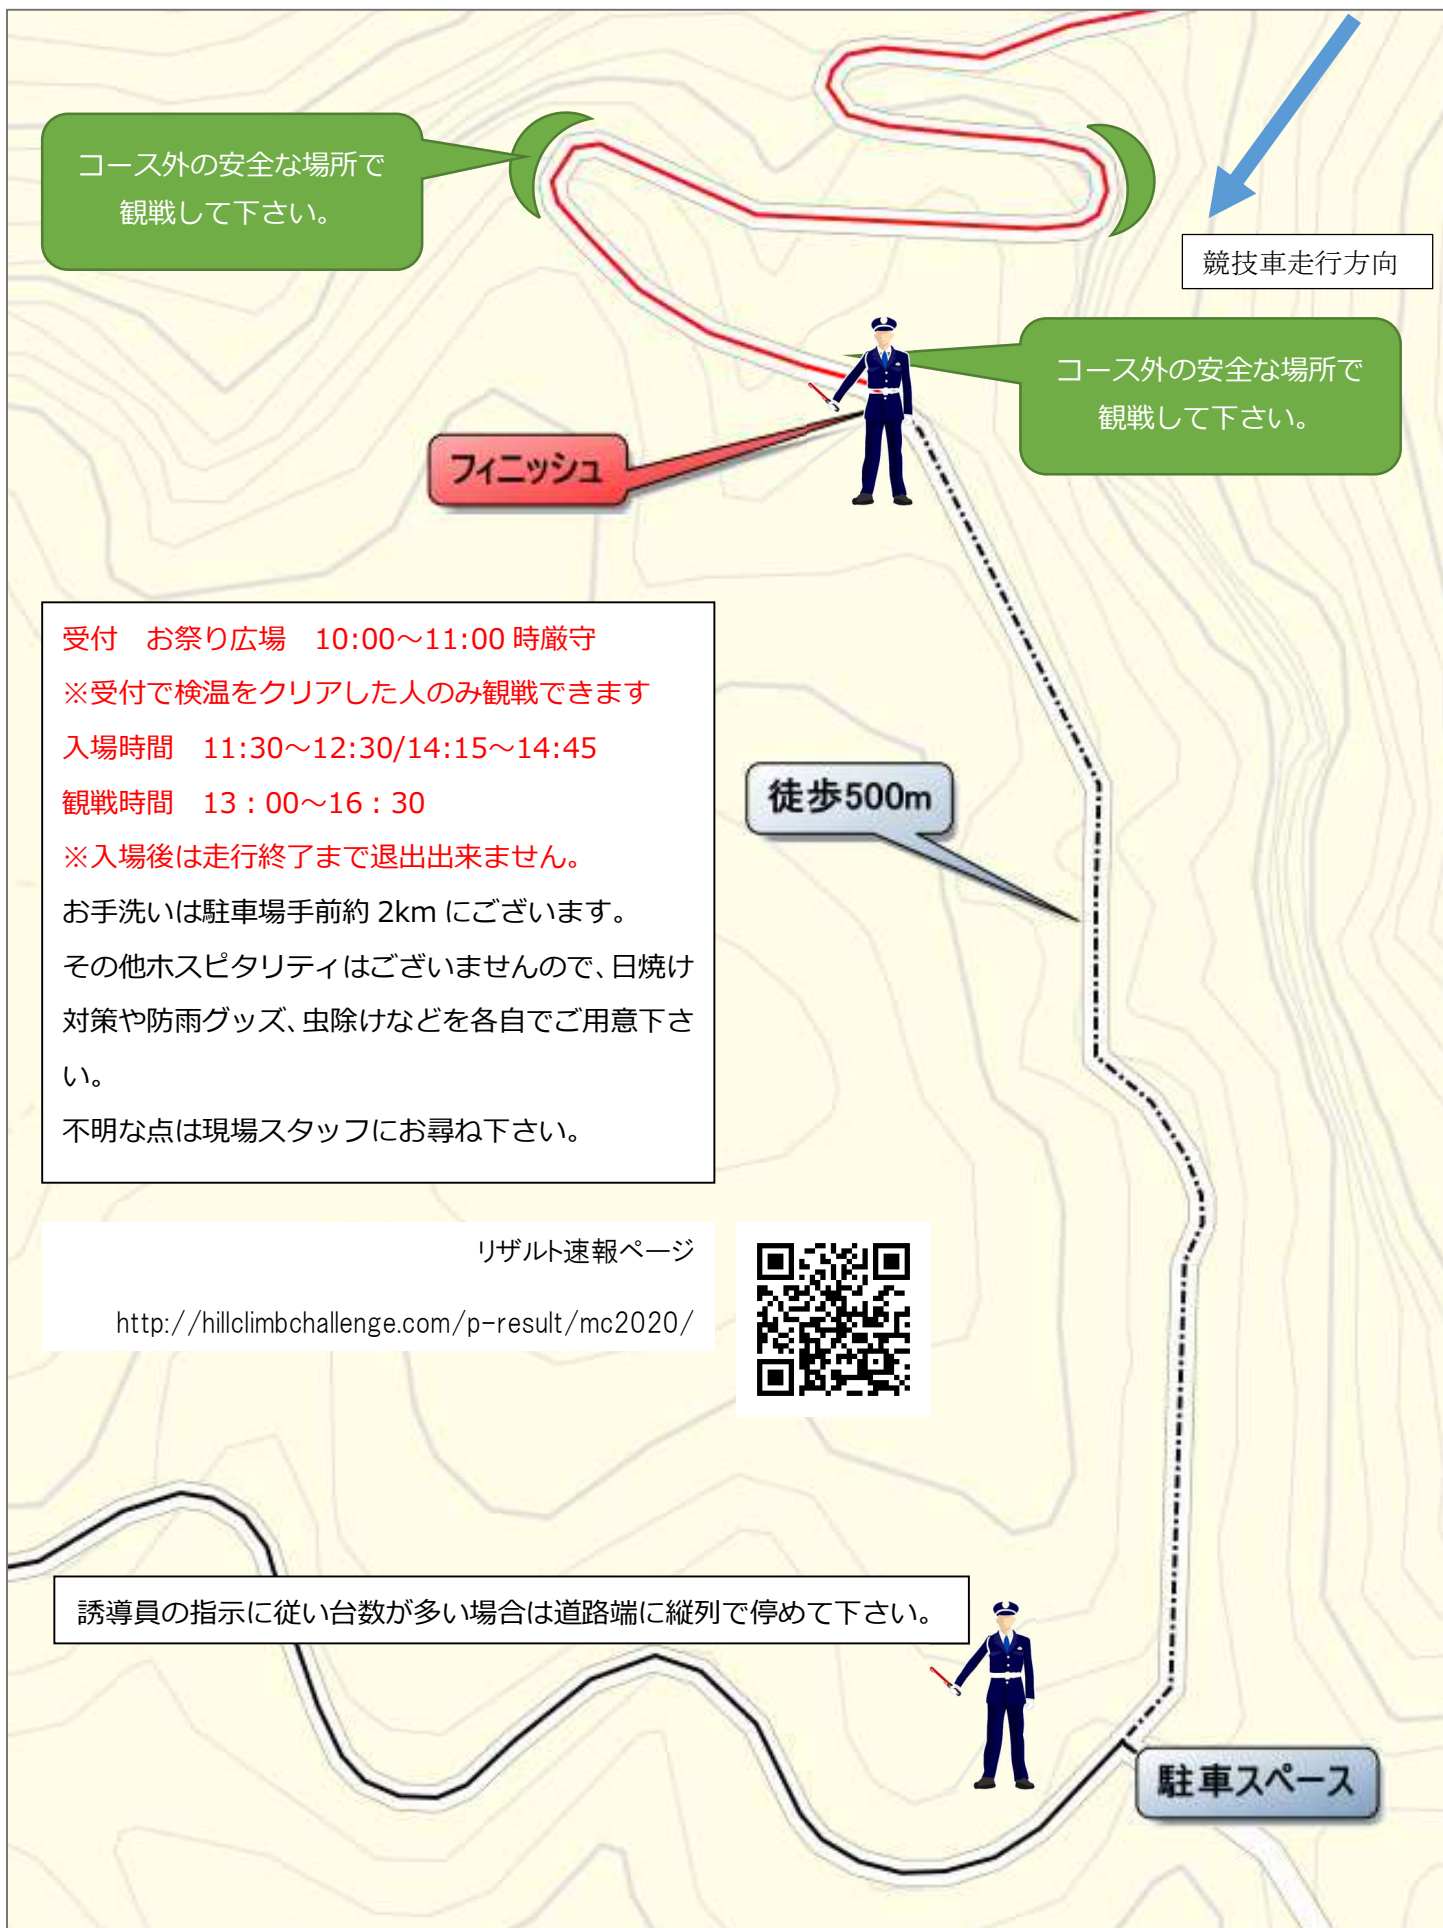 コース外の安全な場所で
観戦して下さい。
競技車走行方向
コース外の安全な場所で
観戦して下さい。
フィニッシュ
受付　お祭り広場　10:00～11:00 時厳守
※受付で検温をクリアした人のみ観戦できます
入場時間　11:30～12:30/14:15～14:45
観戦時間　13：00～16：30
※入場後は走行終了まで退出出来ません。
お手洗いは駐車場手前約 2km にございます。
その他ホスピタリティはございませんので、日焼け
対策や防雨グッズ、虫除けなどを各自でご用意下さ
い。
不明な点は現場スタッフにお尋ね下さい。
徒歩500m
リザルト速報ページ
http://hillclimbchallenge.com/p-result/mc2020/
誘導員の指示に従い台数が多い場合は道路端に縦列で停めて下さい。
駐車スペース